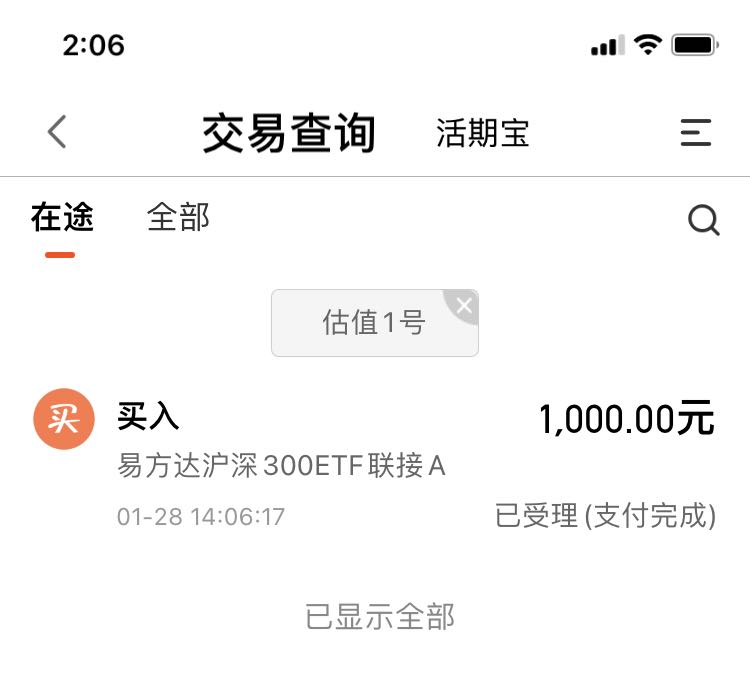 2:06
交易查询 活期宝
在途 全部
估值1号
买 买入 1,000.00元
易方达沪深300ETF联接A
01-28 14:06:17 已受理(支付完成)
已显示全部